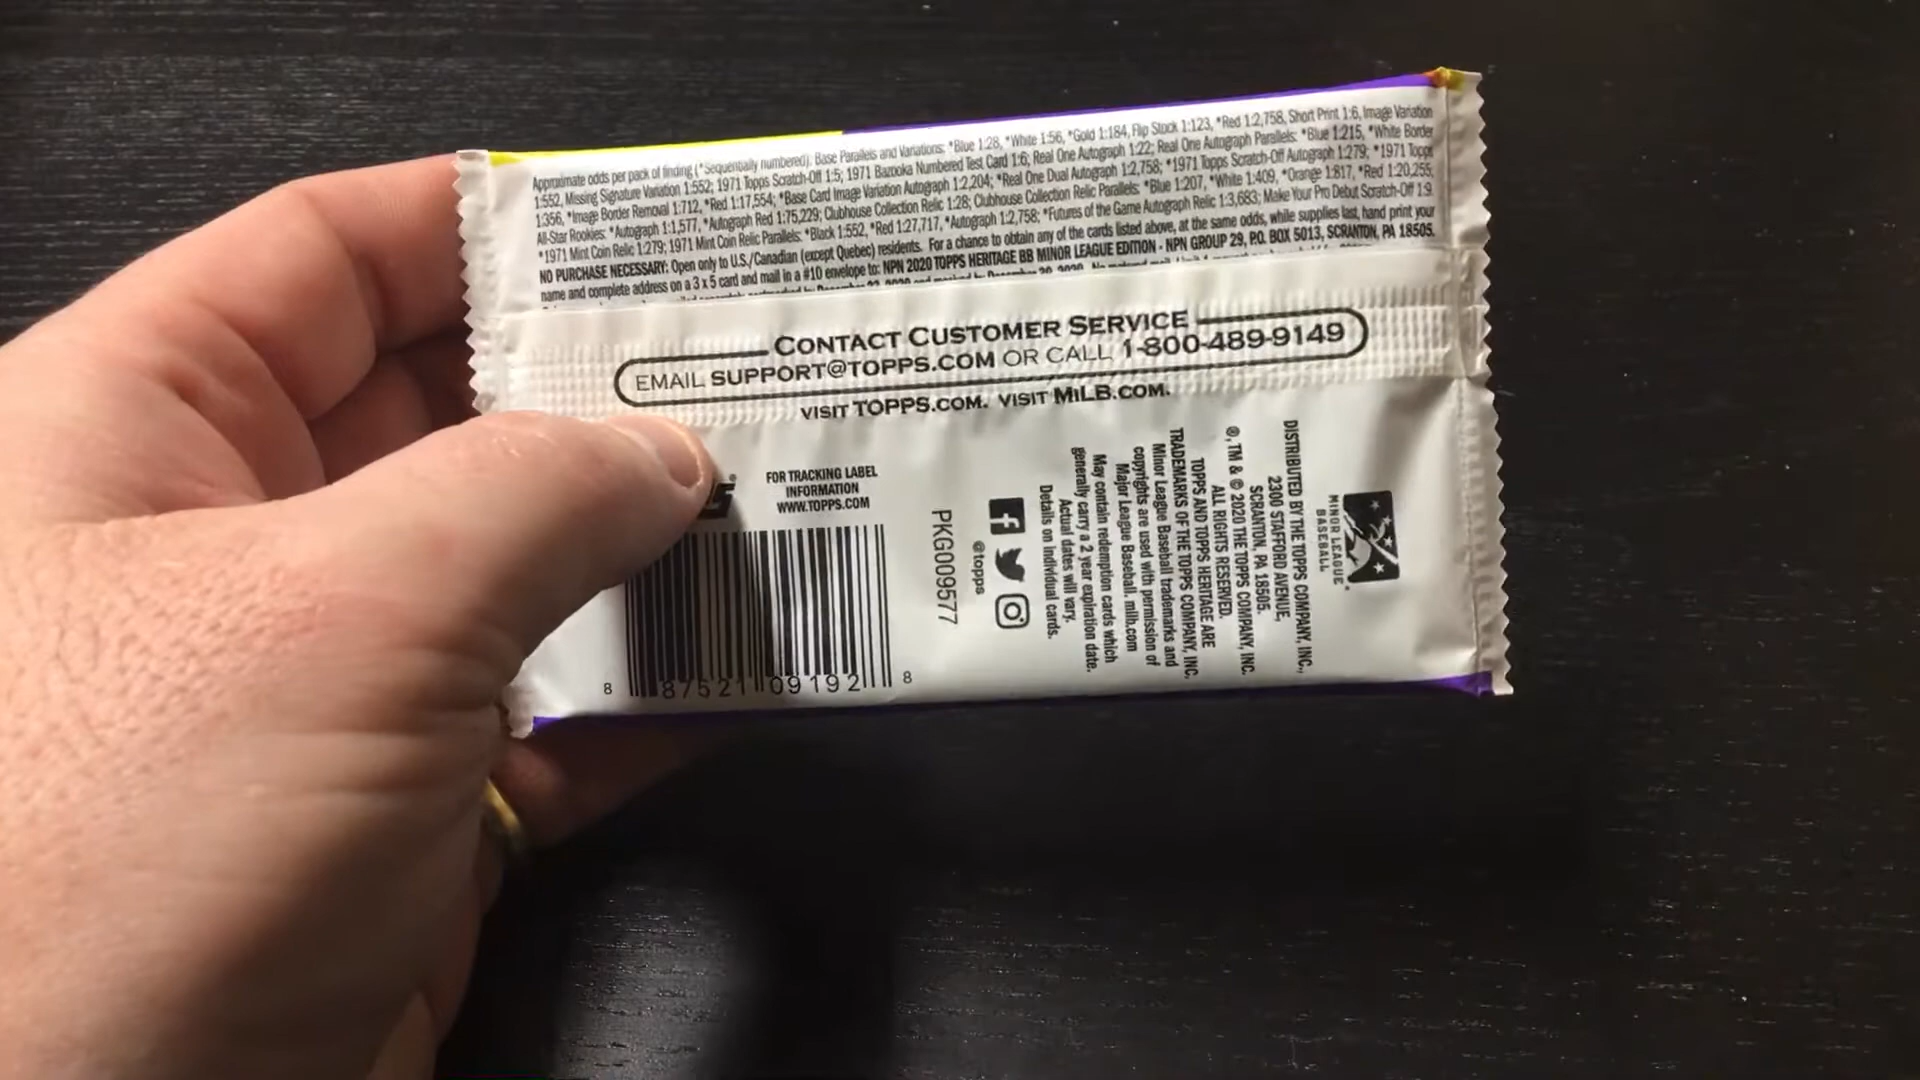 Approximate odds per pack of finding (*Sequentially numbered). Base Parallels and Variations: *Blue 1:28, *White 1:56, *Gold 1:184, Flip Stock 1:123, *Red 1:2,758, Short Print 1:6, Image Variation
1:552, Missing Signature Variation 1:552; 1971 Topps Scratch-Off 1:5; 1971 Bazooka Numbered Test Card 1:6; Real One Autograph 1:22; Real One Autograph Parallels: *Blue 1:215, *White Border
1:356, *Image Border Removal 1:712, *Red 1:17,554; *Base Card Image Variation Autograph 1:2,204; *Real One Dual Autograph 1:2,758; *1971 Topps Scratch-Off Autograph 1:279; *1971 Topps
All-Star Rookies: *Autograph 1:1,577, *Autograph Red 1:75,229; Clubhouse Collection Relic 1:28; Clubhouse Collection Relic Parallels: *Blue 1:207, *White 1:409, *Orange 1:817, *Red 1:20,255,
*1971 Mint Coin Relic 1:279; 1971 Mint Coin Relic Parallels: *Black 1:552, *Red 1:27,717, *Autograph 1:2,758; *Futures of the Game Autograph Relic 1:3,683; Make Your Pro Debut Scratch-Off 1:9.
NO PURCHASE NECESSARY: Open only to U.S./Canadian (except Quebec) residents. For a chance to obtain any of the cards listed above, at the same odds, while supplies last, hand print your
name and complete address on a 3 x 5 card and mail in a #10 envelope to: NPN 2020 TOPPS HERITAGE BB MINOR LEAGUE EDITION - NPN GROUP 29, P.O. BOX 5013, SCRANTON, PA 18505.
CONTACT CUSTOMER SERVICE
EMAIL SUPPORT@TOPPS.COM OR CALL 1-800-489-9149
VISIT TOPPS.COM. VISIT MiLB.COM.
FOR TRACKING LABEL
INFORMATION
WWW.TOPPS.COM
8 87521 09192 8
PKG009577
@topps
MINOR LEAGUE
BASEBALL
DISTRIBUTED BY THE TOPPS COMPANY, INC.,
2300 STAFFORD AVENUE,
SCRANTON, PA 18505.
®, TM & © 2020 THE TOPPS COMPANY, INC.
ALL RIGHTS RESERVED.
TOPPS AND TOPPS HERITAGE ARE
TRADEMARKS OF THE TOPPS COMPANY, INC.
Minor League Baseball trademarks and
copyrights are used with permission of
Major League Baseball. milb.com
May contain redemption cards which
generally carry a 2 year expiration date.
Actual dates will vary.
Details on individual cards.